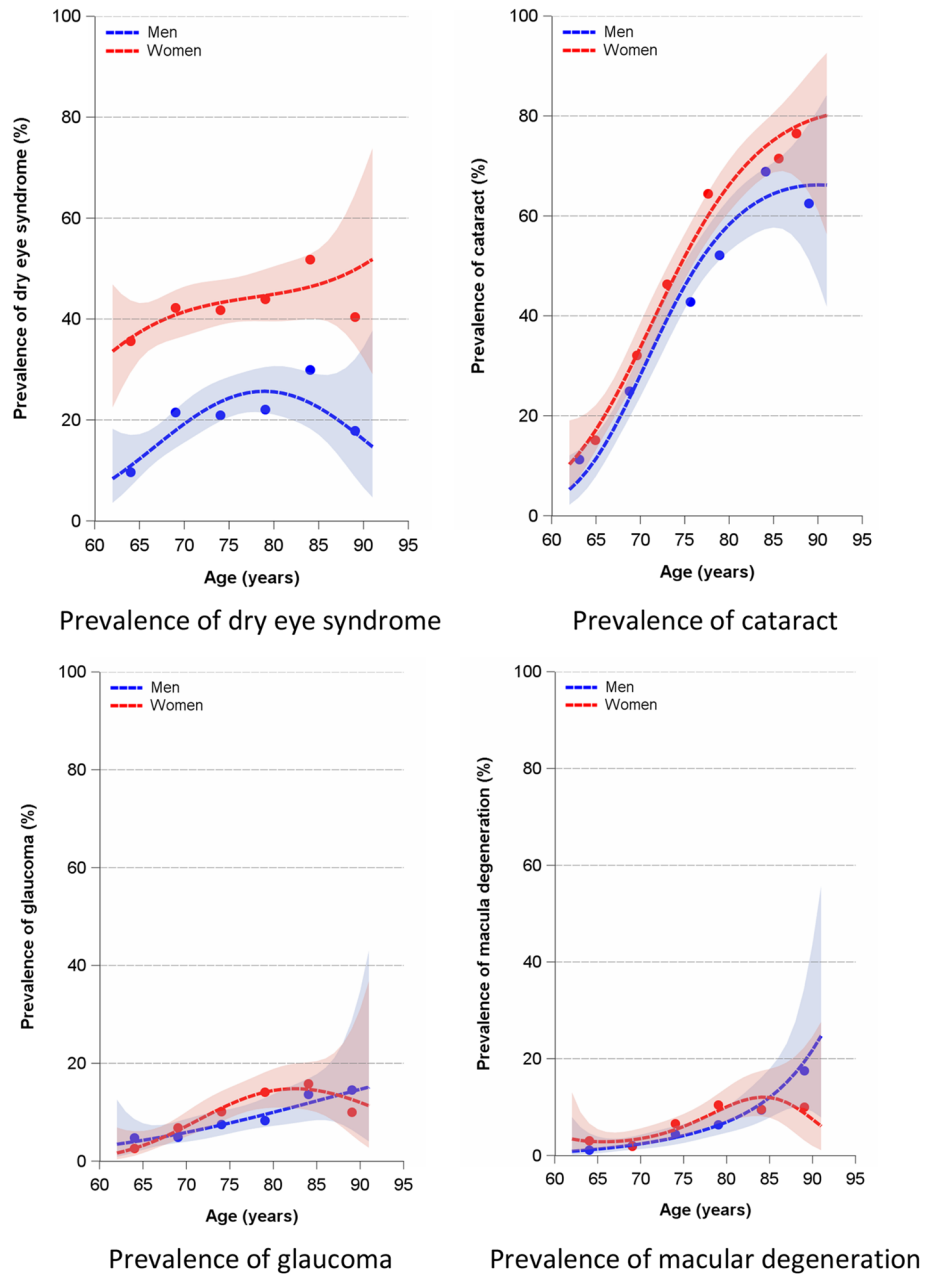 100
80
60
40
20
0
Prevalence of dry eye syndrome (%)
Men
Women
60 65 70 75 80 85 90 95
Age (years)
Prevalence of dry eye syndrome
100
80
60
40
20
0
Prevalence of cataract (%)
Men
Women
60 65 70 75 80 85 90 95
Age (years)
Prevalence of cataract
100
80
60
40
20
0
Prevalence of glaucoma (%)
Men
Women
60 65 70 75 80 85 90 95
Age (years)
Prevalence of glaucoma
100
80
60
40
20
0
Prevalence of macula degeneration (%)
Men
Women
60 65 70 75 80 85 90 95
Age (years)
Prevalence of macular degeneration